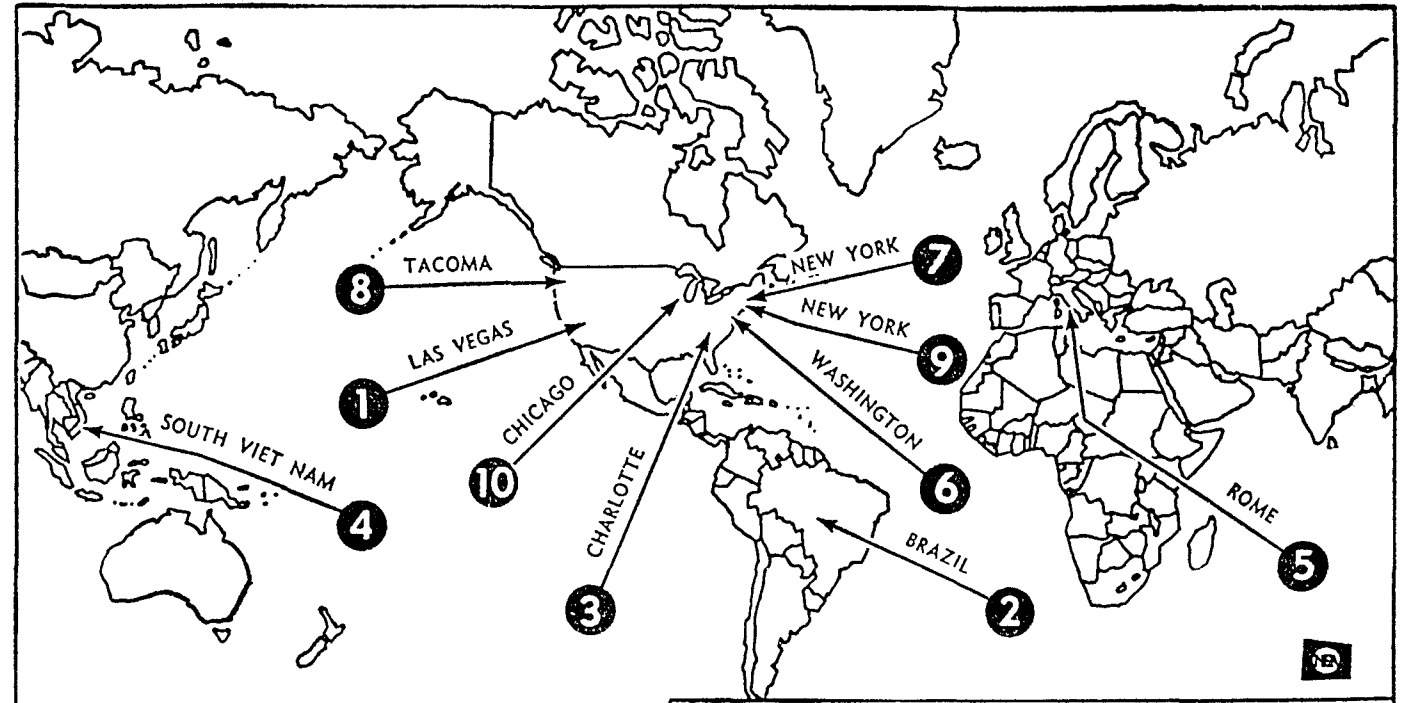 NEW YORK
7
TACOMA
8
NEW YORK
9
LAS VEGAS
1
WASHINGTON
6
CHICAGO
10
SOUTH VIET NAM
4
CHARLOTTE
3
ROME
5
BRAZIL
2
NEA